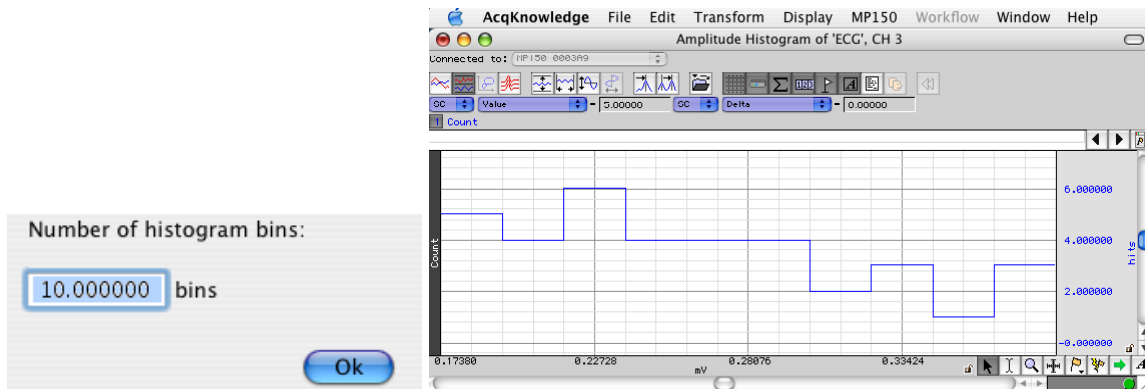 Number of histogram bins:
10.000000 bins
Ok
AcqKnowledge File Edit Transform Display MP150 Workflow Window Help
Amplitude Histogram of 'ECG', CH 3
Connected to: MP150 0003A9
SC Value = 5.00000 SC Delta = 0.00000
1 Count
Count
6.000000
4.000000
2.000000
-0.000000
hits
0.17380 0.22728 0.28076 0.33424
mV